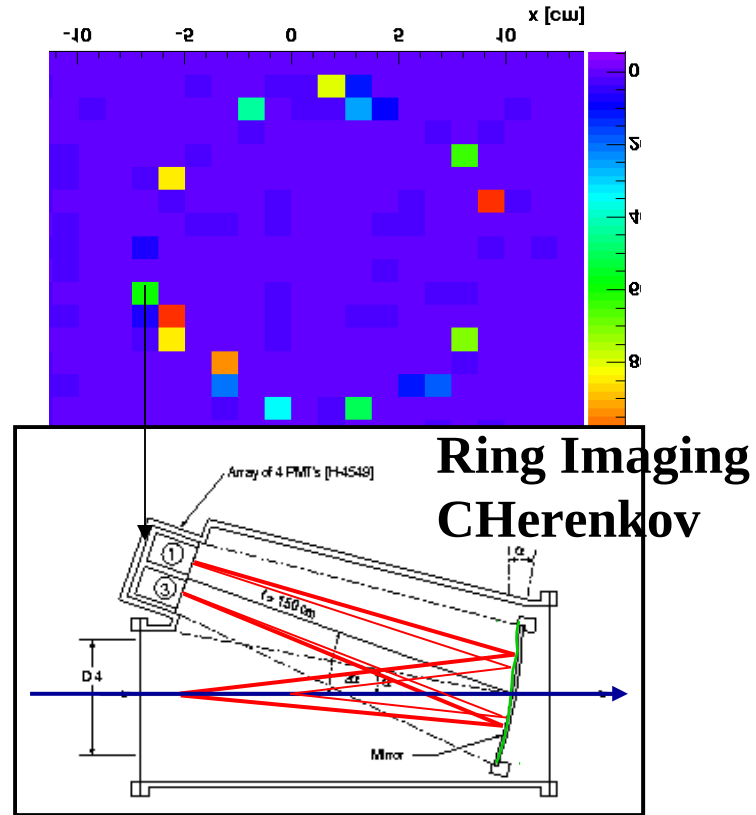 x [cm]
-10 -5 0 5 10
0
2
4
6
8
Ring Imaging
CHerenkov
Array of 4 PMT's [H-4549]
α
1
3
f = 150 cm
D4
2α α
Mirror